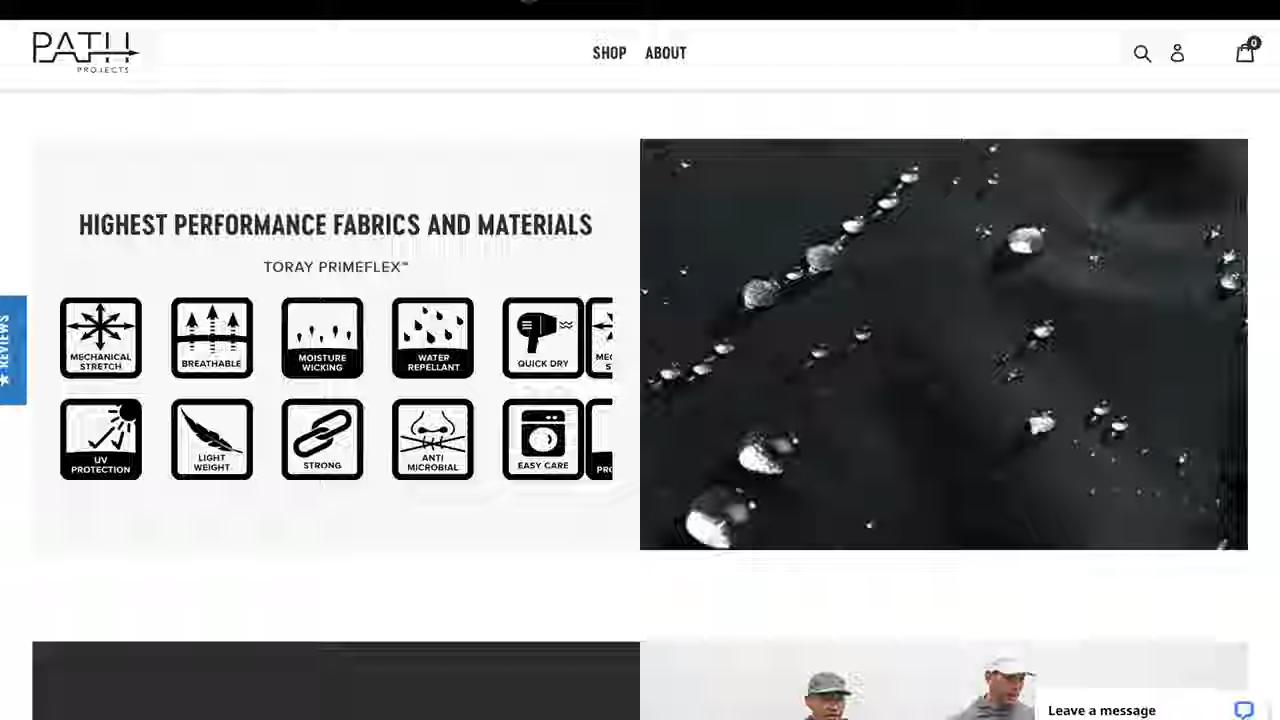 PATH
PROJECTS
SHOP
ABOUT
0
HIGHEST PERFORMANCE FABRICS AND MATERIALS
TORAY PRIMEFLEX™
MECHANICAL
STRETCH
BREATHABLE
MOISTURE
WICKING
WATER
REPELLANT
QUICK DRY
UV
PROTECTION
LIGHT
WEIGHT
STRONG
ANTI
MICROBIAL
EASY CARE
★ REVIEWS
Leave a message